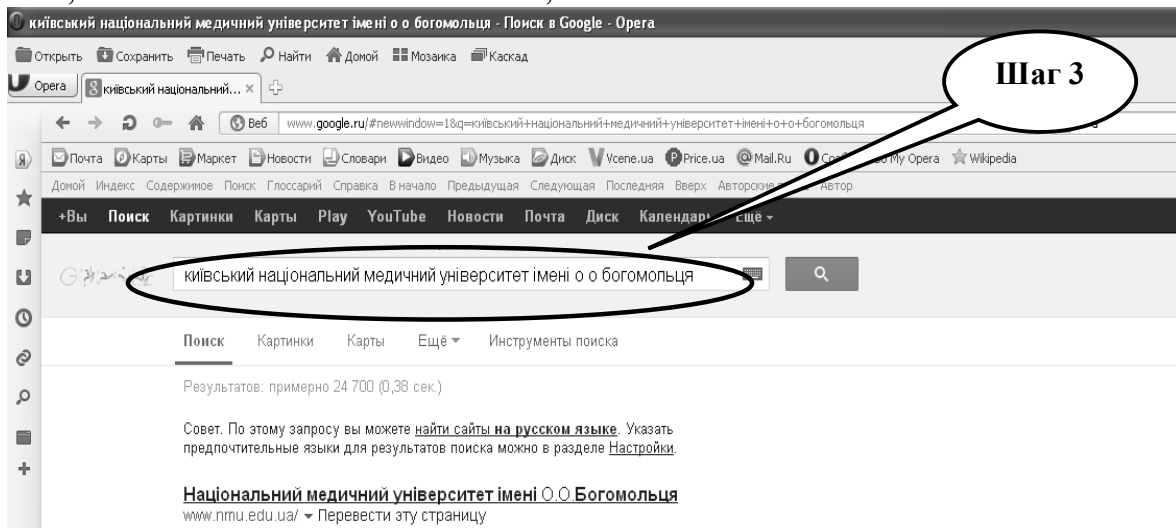 київський національний медичний університет імені о о богомольця - Поиск в Google - Opera
Открыть Сохранить Печать Найти Домой Мозаика Каскад
Шаг 3
Opera київський національний...
Веб www.google.ru/#newwindow=1&q=київський+національний+медичний+університет+імені+о+о+богомольця
Почта Карты Маркет Новости Словари Видео Музыка Диск Vcene.ua Price.ua Mail.Ru My Opera Wikipedia
Домой Индекс Содержимое Поиск Глоссарий Справка В начало Предыдущая Следующая Последняя Вверх Авторские Автор
+Вы Поиск Картинки Карты Play YouTube Новости Почта Диск Календарь Ещё
київський національний медичний університет імені о о богомольця
Поиск Картинки Карты Ещё Инструменты поиска
Результатов: примерно 24 700 (0,38 сек.)
Совет. По этому запросу вы можете найти сайты на русском языке. Указать
предпочтительные языки для результатов поиска можно в разделе Настройки.
Національний медичний університет імені О.О.Богомольця
www.nmu.edu.ua/ Перевести эту страницу